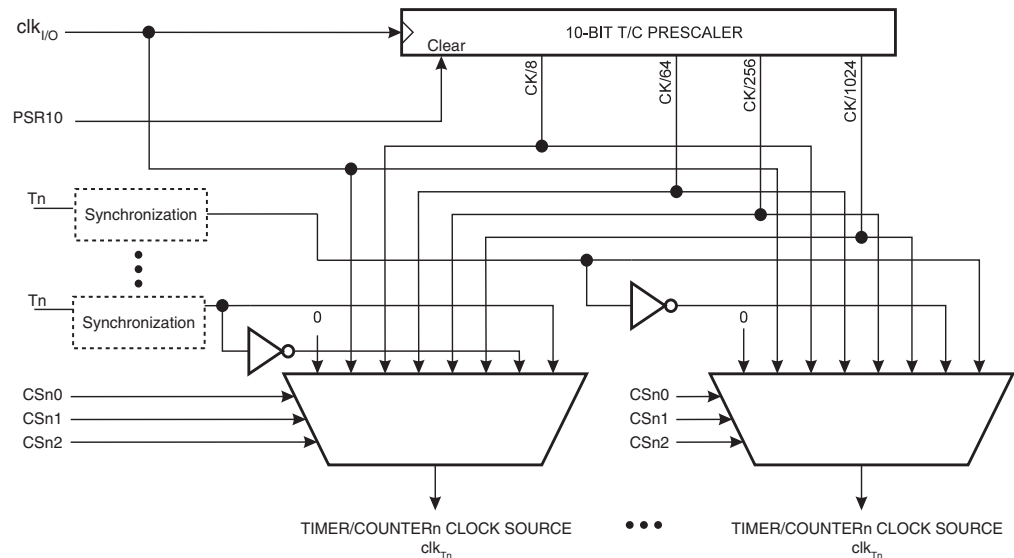 clkI/O
10-BIT T/C PRESCALER
Clear
CK/8
CK/64
CK/256
CK/1024
PSR10
Tn
Synchronization
Tn
Synchronization
0
0
CSn0
CSn1
CSn2
CSn0
CSn1
CSn2
TIMER/COUNTERn CLOCK SOURCE
clkTn
TIMER/COUNTERn CLOCK SOURCE
clkTn